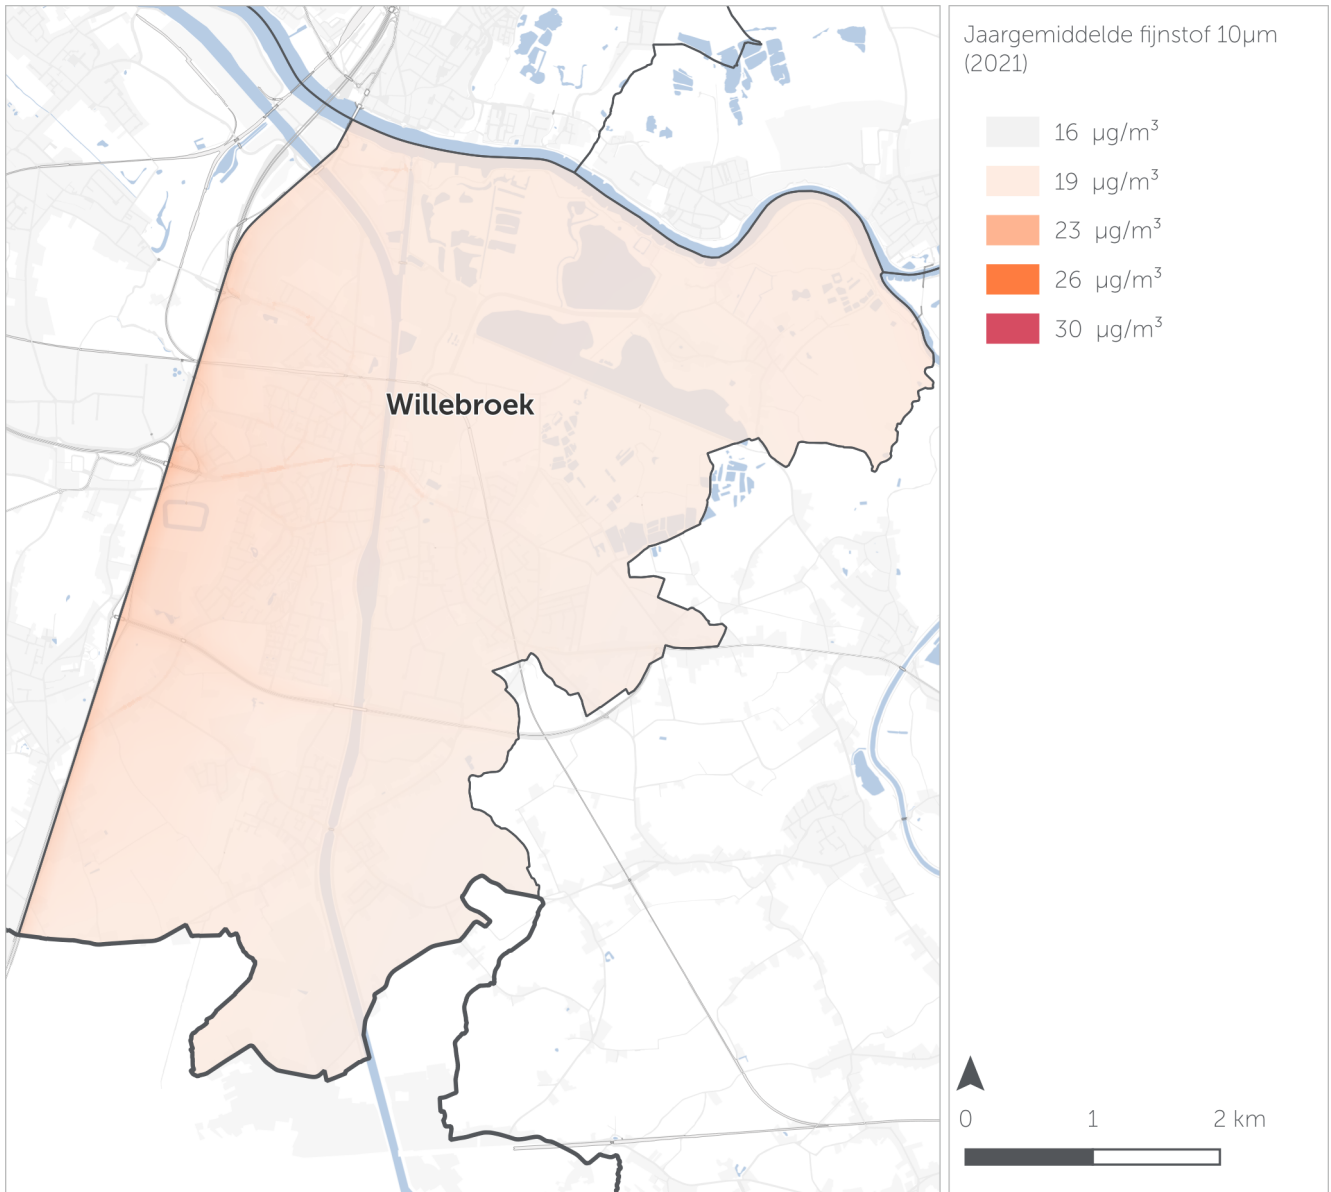 Jaargemiddelde fijnstof 10µm
(2021)
16 µg/m³
19 µg/m³
23 µg/m³
26 µg/m³
30 µg/m³
Willebroek
0 1 2 km